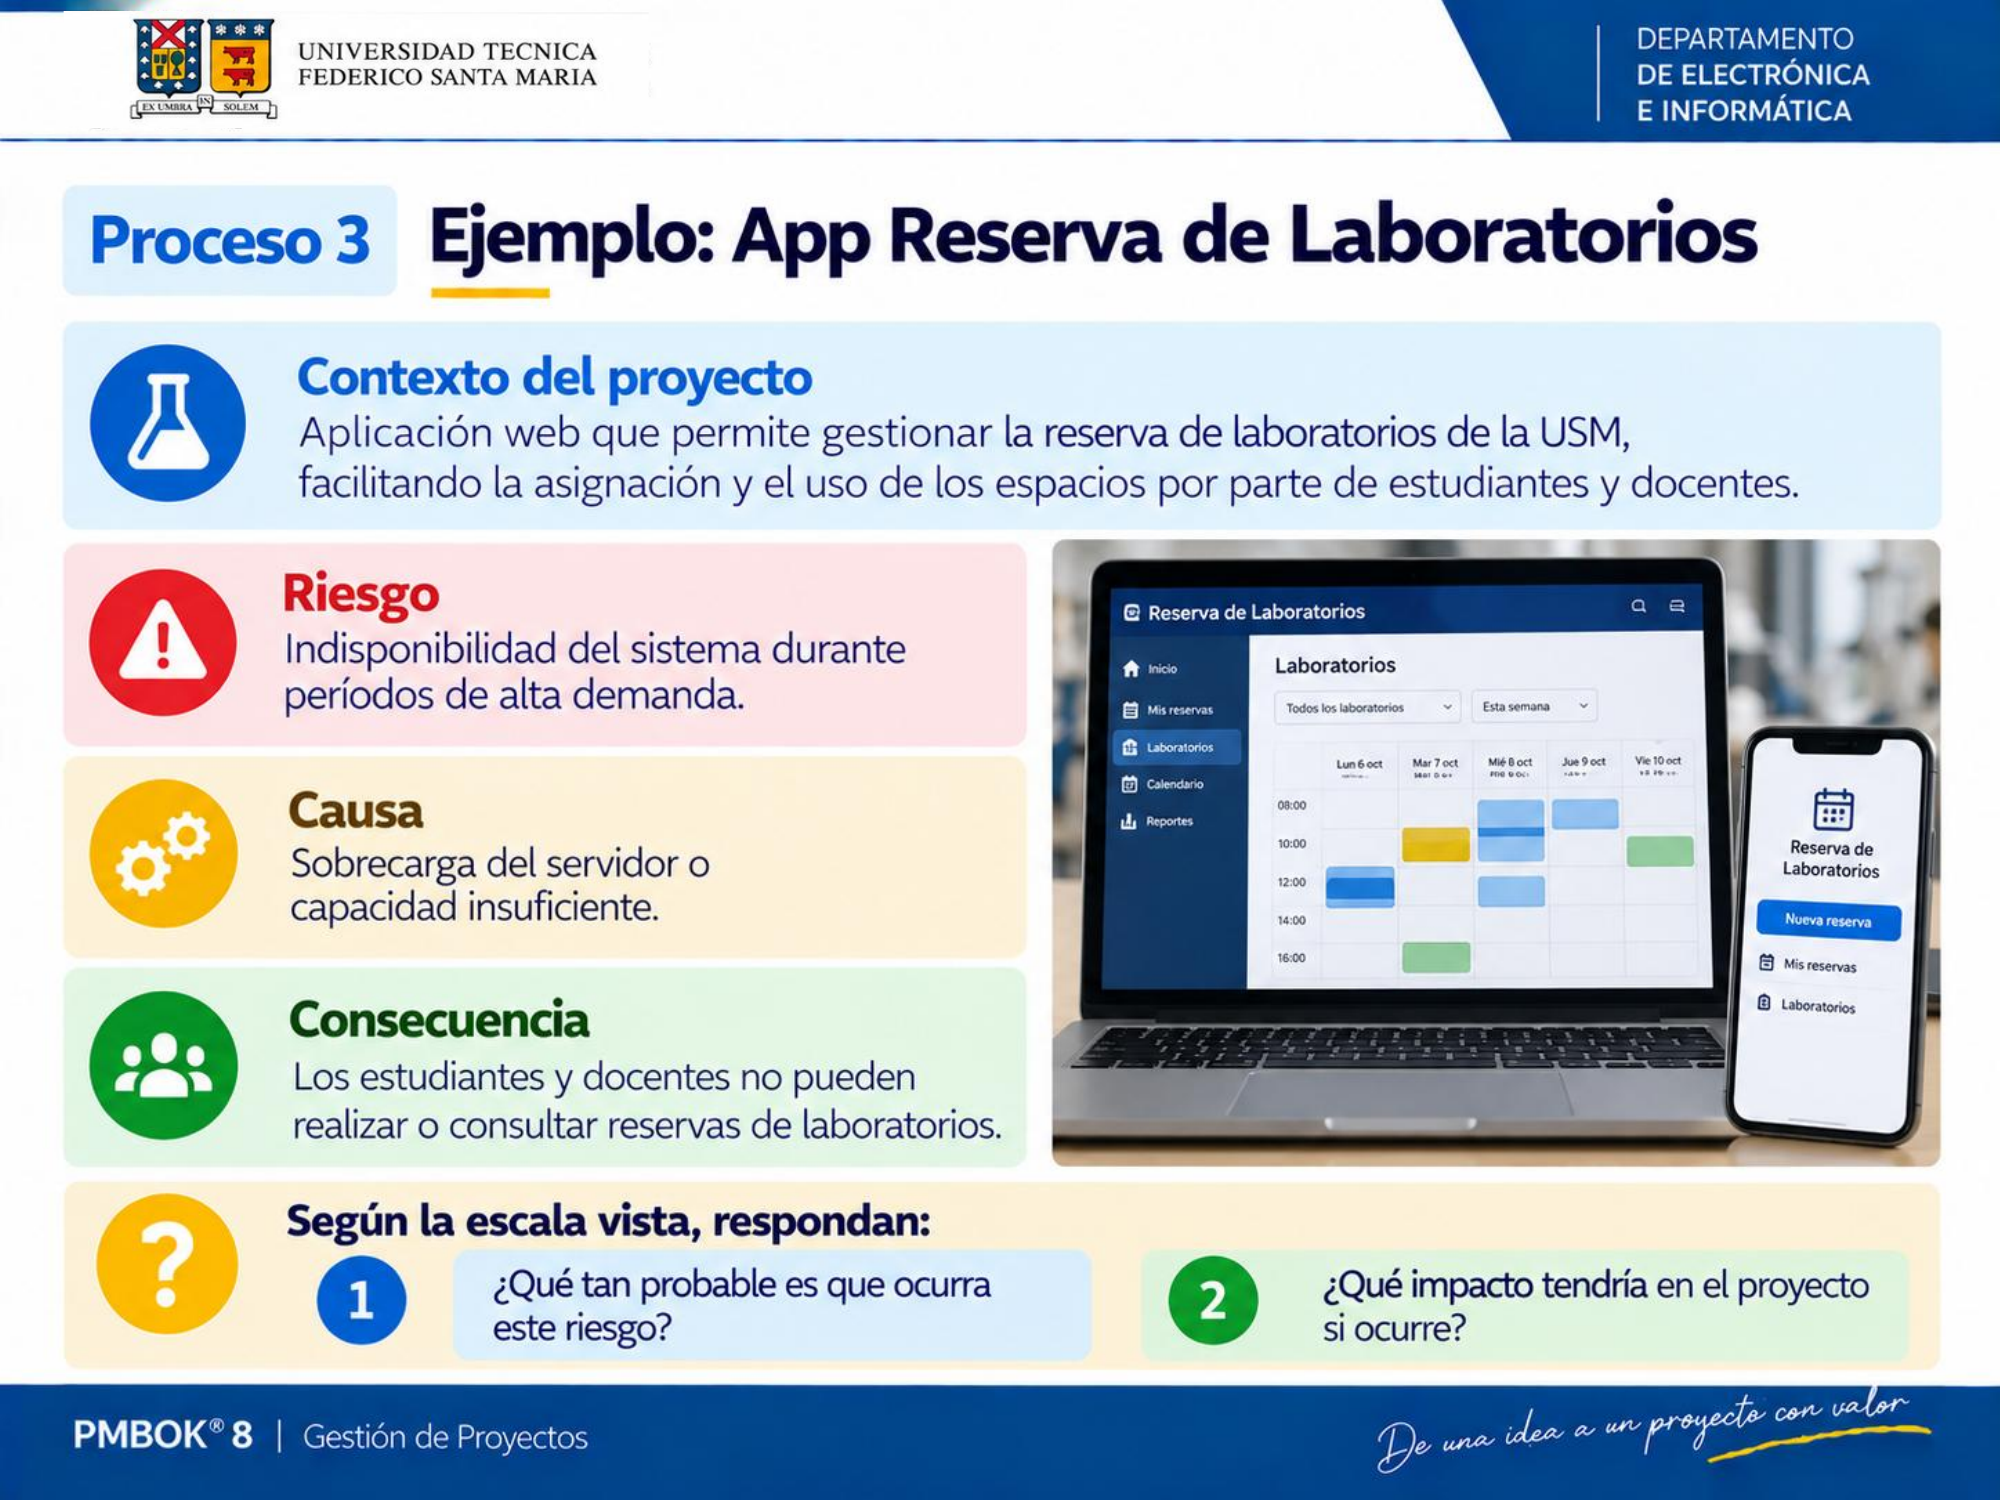 EX UMBRA IN SOLEM
UNIVERSIDAD TECNICA
FEDERICO SANTA MARIA
DEPARTAMENTO
DE ELECTRÓNICA
E INFORMÁTICA
Proceso 3
Ejemplo: App Reserva de Laboratorios
Contexto del proyecto
Aplicación web que permite gestionar la reserva de laboratorios de la USM,
facilitando la asignación y el uso de los espacios por parte de estudiantes y docentes.
Riesgo
Indisponibilidad del sistema durante
períodos de alta demanda.
Causa
Sobrecarga del servidor o
capacidad insuficiente.
Consecuencia
Los estudiantes y docentes no pueden
realizar o consultar reservas de laboratorios.
Reserva de Laboratorios
Inicio
Mis reservas
Laboratorios
Calendario
Reportes
Laboratorios
Todos los laboratorios
Esta semana
Lun 6 oct Mar 7 oct Mié 8 oct Jue 9 oct Vie 10 oct
08:00
10:00
12:00
14:00
16:00
Reserva de
Laboratorios
Nueva reserva
Mis reservas
Laboratorios
Según la escala vista, respondan:
1
¿Qué tan probable es que ocurra
este riesgo?
2
¿Qué impacto tendría en el proyecto
si ocurre?
PMBOK® 8 | Gestión de Proyectos
De una idea a un proyecto con valor